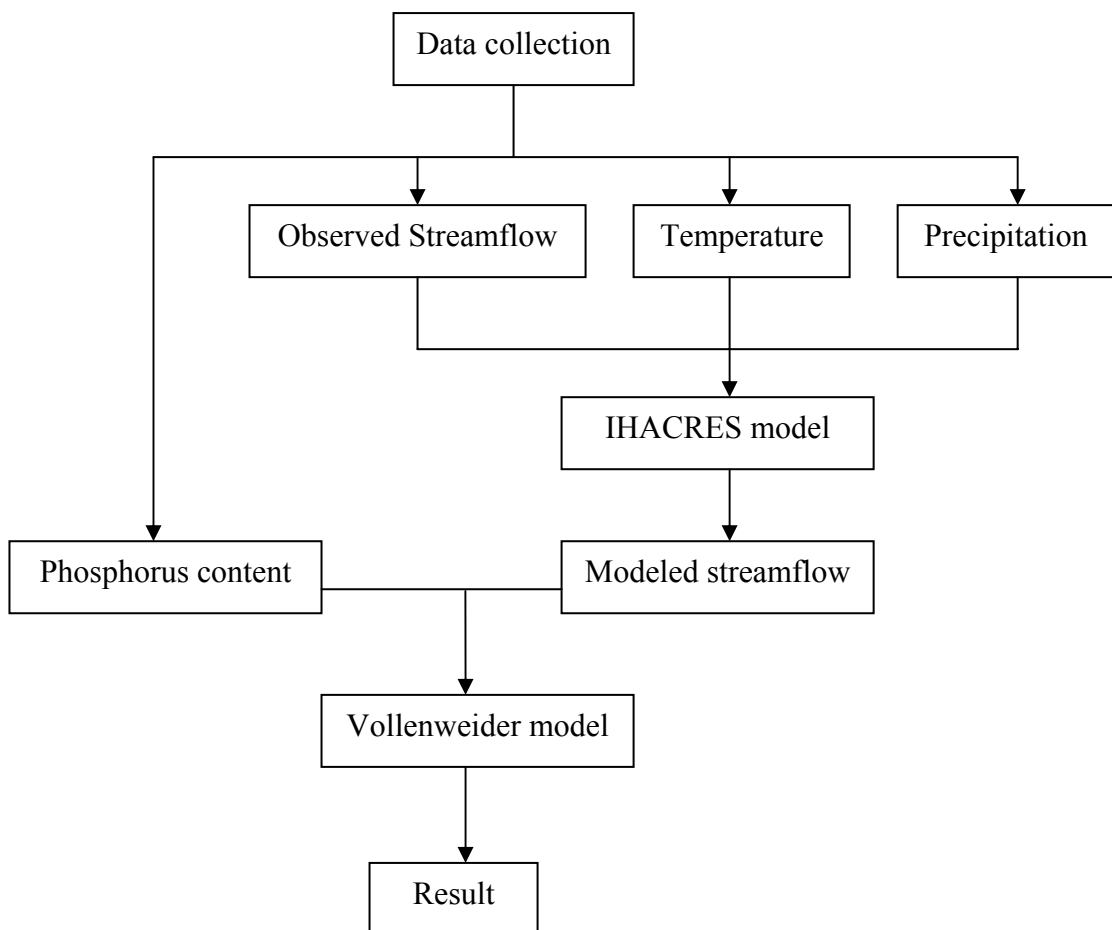 Data collection
Observed Streamflow
Temperature
Precipitation
IHACRES model
Phosphorus content
Modeled streamflow
Vollenweider model
Result